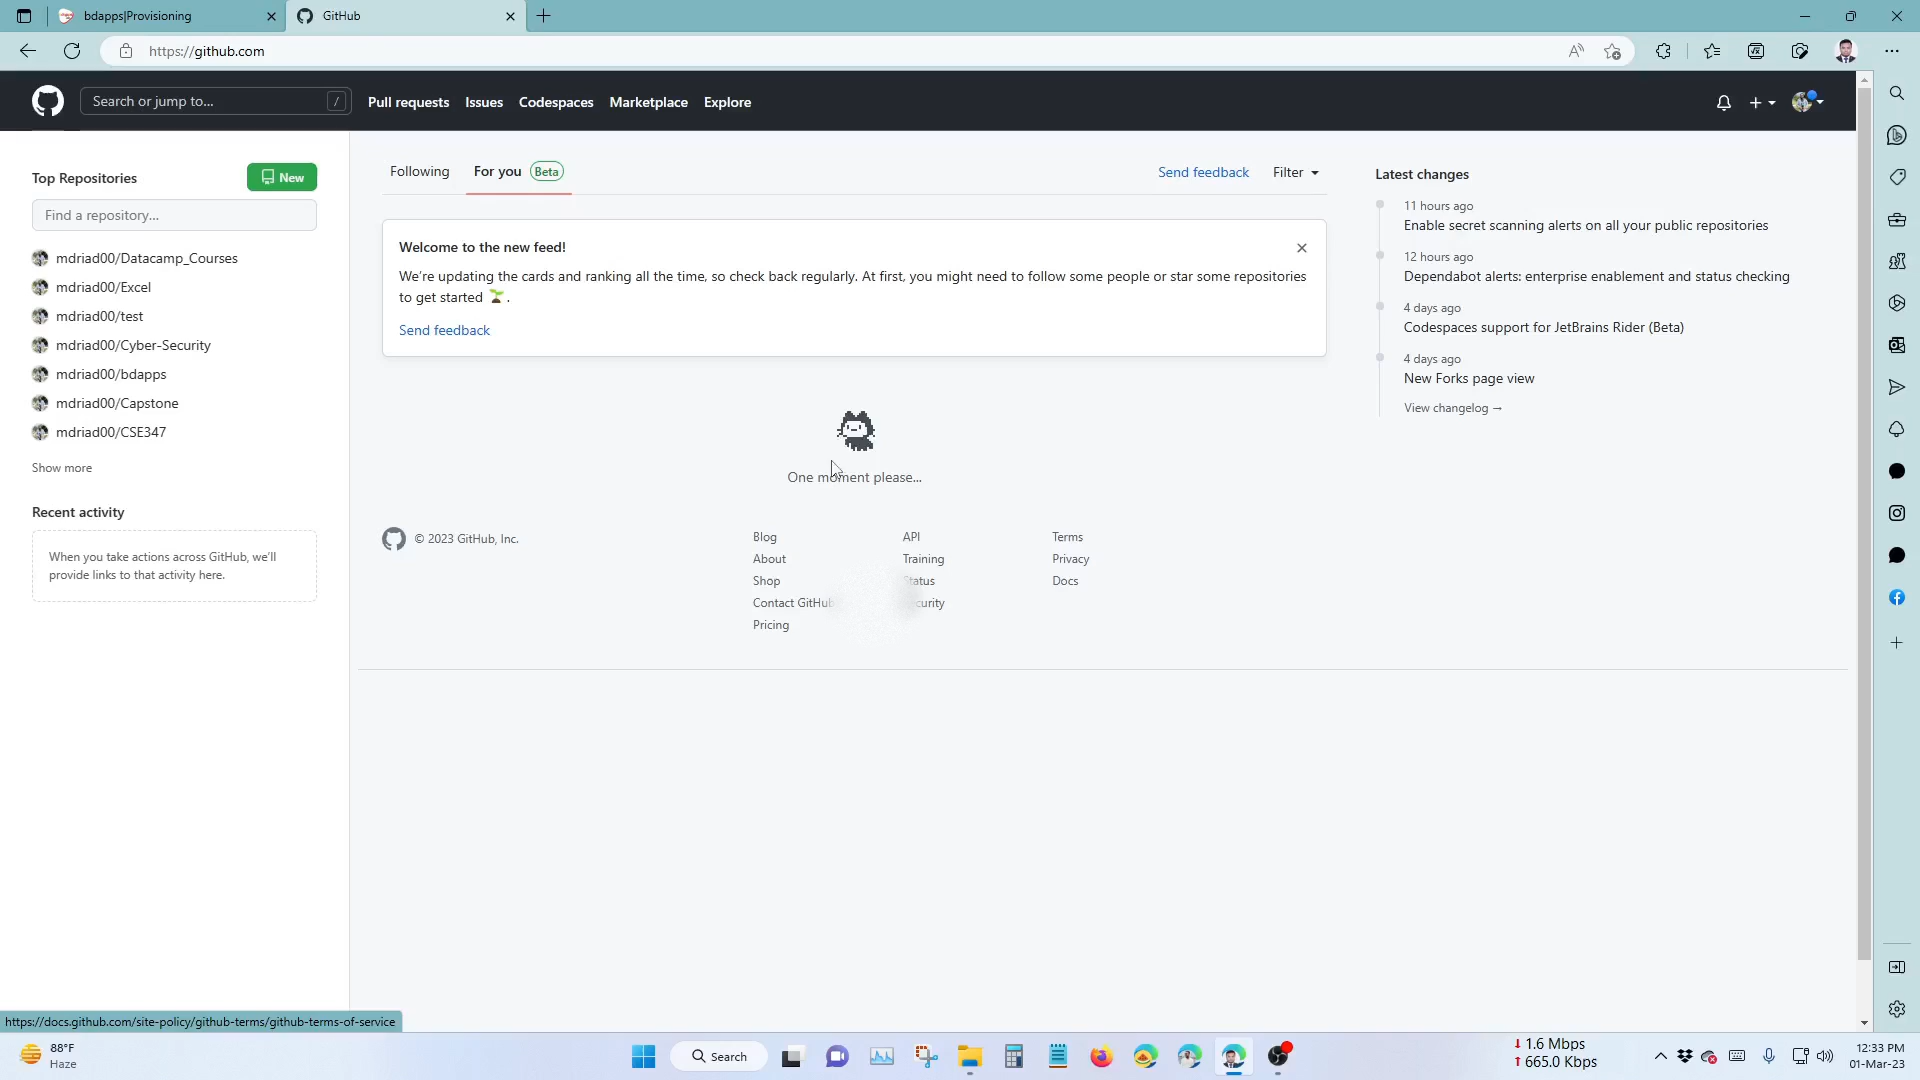 bdapps|Provisioning
GitHub
https://github.com
Search or jump to...
/
Pull requests
Issues
Codespaces
Marketplace
Explore
Top Repositories
New
Find a repository...
mdriad00/Datacamp_Courses
mdriad00/Excel
mdriad00/test
mdriad00/Cyber-Security
mdriad00/bdapps
mdriad00/Capstone
mdriad00/CSE347
Show more
Recent activity
When you take actions across GitHub, we'll
provide links to that activity here.
Following
For you
Beta
Send feedback
Filter
Welcome to the new feed!
We're updating the cards and ranking all the time, so check back regularly. At first, you might need to follow some people or star some repositories
to get started.
Send feedback
One moment please...
© 2023 GitHub, Inc.
Blog
About
Shop
Contact GitHub
Pricing
API
Training
Status
Terms
Privacy
Docs
Latest changes
11 hours ago
Enable secret scanning alerts on all your public repositories
12 hours ago
Dependabot alerts: enterprise enablement and status checking
4 days ago
Codespaces support for JetBrains Rider (Beta)
4 days ago
New Forks page view
View changelog →
https://docs.github.com/site-policy/github-terms/github-terms-of-service
88°F
Haze
Search
1.6 Mbps
665.0 Kbps
12:33 PM
01-Mar-23